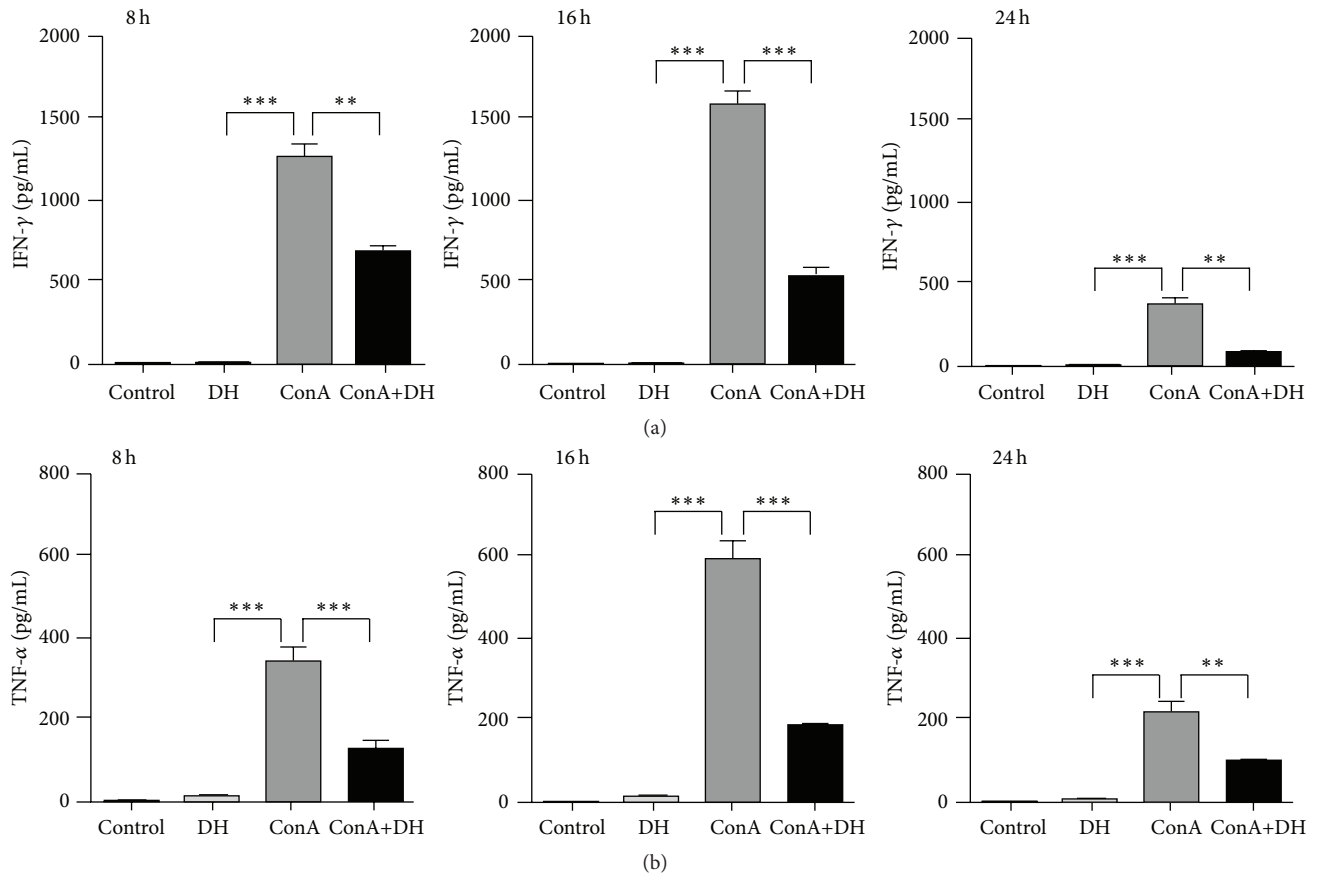 8 h
2000
1500
1000
500
0
IFN-γ (pg/mL)
*** **
Control DH ConA ConA+DH
16 h
2000
1500
1000
500
0
IFN-γ (pg/mL)
*** ***
Control DH ConA ConA+DH
24 h
2000
1500
1000
500
0
IFN-γ (pg/mL)
*** **
Control DH ConA ConA+DH
(a)
8 h
800
600
400
200
0
TNF-α (pg/mL)
*** ***
Control DH ConA ConA+DH
16 h
800
600
400
200
0
TNF-α (pg/mL)
*** ***
Control DH ConA ConA+DH
24 h
800
600
400
200
0
TNF-α (pg/mL)
*** **
Control DH ConA ConA+DH
(b)